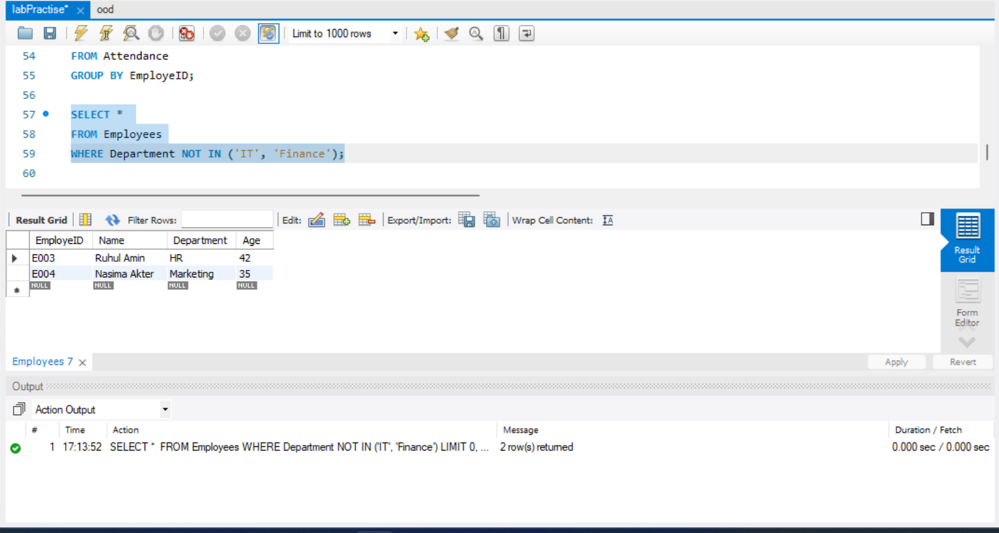 labPractise* × ood
Limit to 1000 rows
54 FROM Attendance
55 GROUP BY EmployeID;
56
57 SELECT *
58 FROM Employees
59 WHERE Department NOT IN ('IT', 'Finance');
60
Result Grid Filter Rows: Edit: Export/Import: Wrap Cell Content: IA
EmployeID Name Department Age
E003 Ruhul Amin HR 42
E004 Nasima Akter Marketing 35
NULL NULL NULL NULL
Result
Grid
Form
Editor
Employees 7 × Apply Revert
Output
Action Output
# Time Action Message Duration / Fetch
1 17:13:52 SELECT * FROM Employees WHERE Department NOT IN ('IT', 'Finance') LIMIT 0, ... 2 row(s) returned 0.000 sec / 0.000 sec